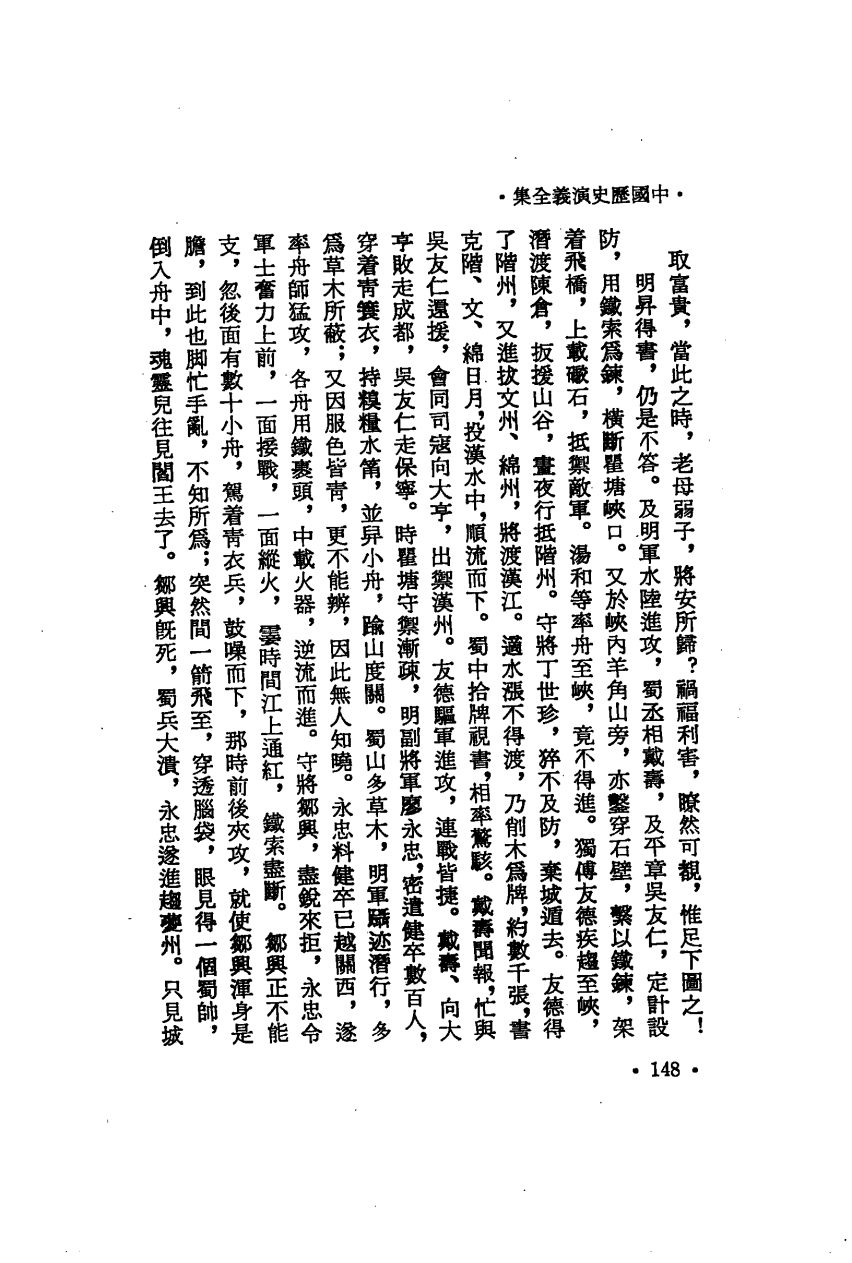 ·中國歷史演義全集·
取富貴，當此之時，老母弱子，將安所歸？禍福利害，瞭然可覩，惟足下圖之！
明昇得書，仍是不答。及明軍水陸進攻，蜀丞相戴壽，及平章吳友仁，定計設
防，用鐵索爲鍊，橫斷瞿塘峽口。又於峽內羊角山旁，亦鑿穿石壁，繫以鐵鍊，架
着飛橋，上載礮石，抵禦敵軍。湯和等率舟至峽，竟不得進。獨傅友德疾趨至峽，
潛渡陳倉，扳援山谷，晝夜行抵階州。守將丁世珍，猝不及防，棄城遁去。友德得
了階州，又進拔文州、綿州，將渡漢江。適水漲不得渡，乃削木爲牌，約數千張，書
克階、文、綿日月，投漢水中，順流而下。蜀中拾牌視書，相率驚駭。戴壽聞報，忙與
吳友仁還援，會同司寇向大亨，出禦漢州。友德驅軍進攻，連戰皆捷。戴壽、向大
亨敗走成都，吳友仁走保寧。時瞿塘守禦漸疎，明副將軍廖永忠，密遣健卒數百人，
穿着靑簑衣，持糗糧水筩，並舁小舟，踰山度關。蜀山多草木，明軍躡迹潛行，多
爲草木所蔽；又因服色皆靑，更不能辨，因此無人知曉。永忠料健卒已越關西，遂
率舟師猛攻，各舟用鐵裹頭，中載火器，逆流而進。守將鄒興，盡銳來拒，永忠令
軍士奮力上前，一面接戰，一面縱火，霎時間江上通紅，鐵索盡斷。鄒興正不能
支，忽後面有數十小舟，駕着靑衣兵，鼓噪而下，那時前後夾攻，就使鄒興渾身是
膽，到此也脚忙手亂，不知所爲；突然間一箭飛至，穿透腦袋，眼見得一個蜀帥，
倒入舟中，魂靈兒往見閻王去了。鄒興旣死，蜀兵大潰，永忠遂進趨夔州。只見城
·148·